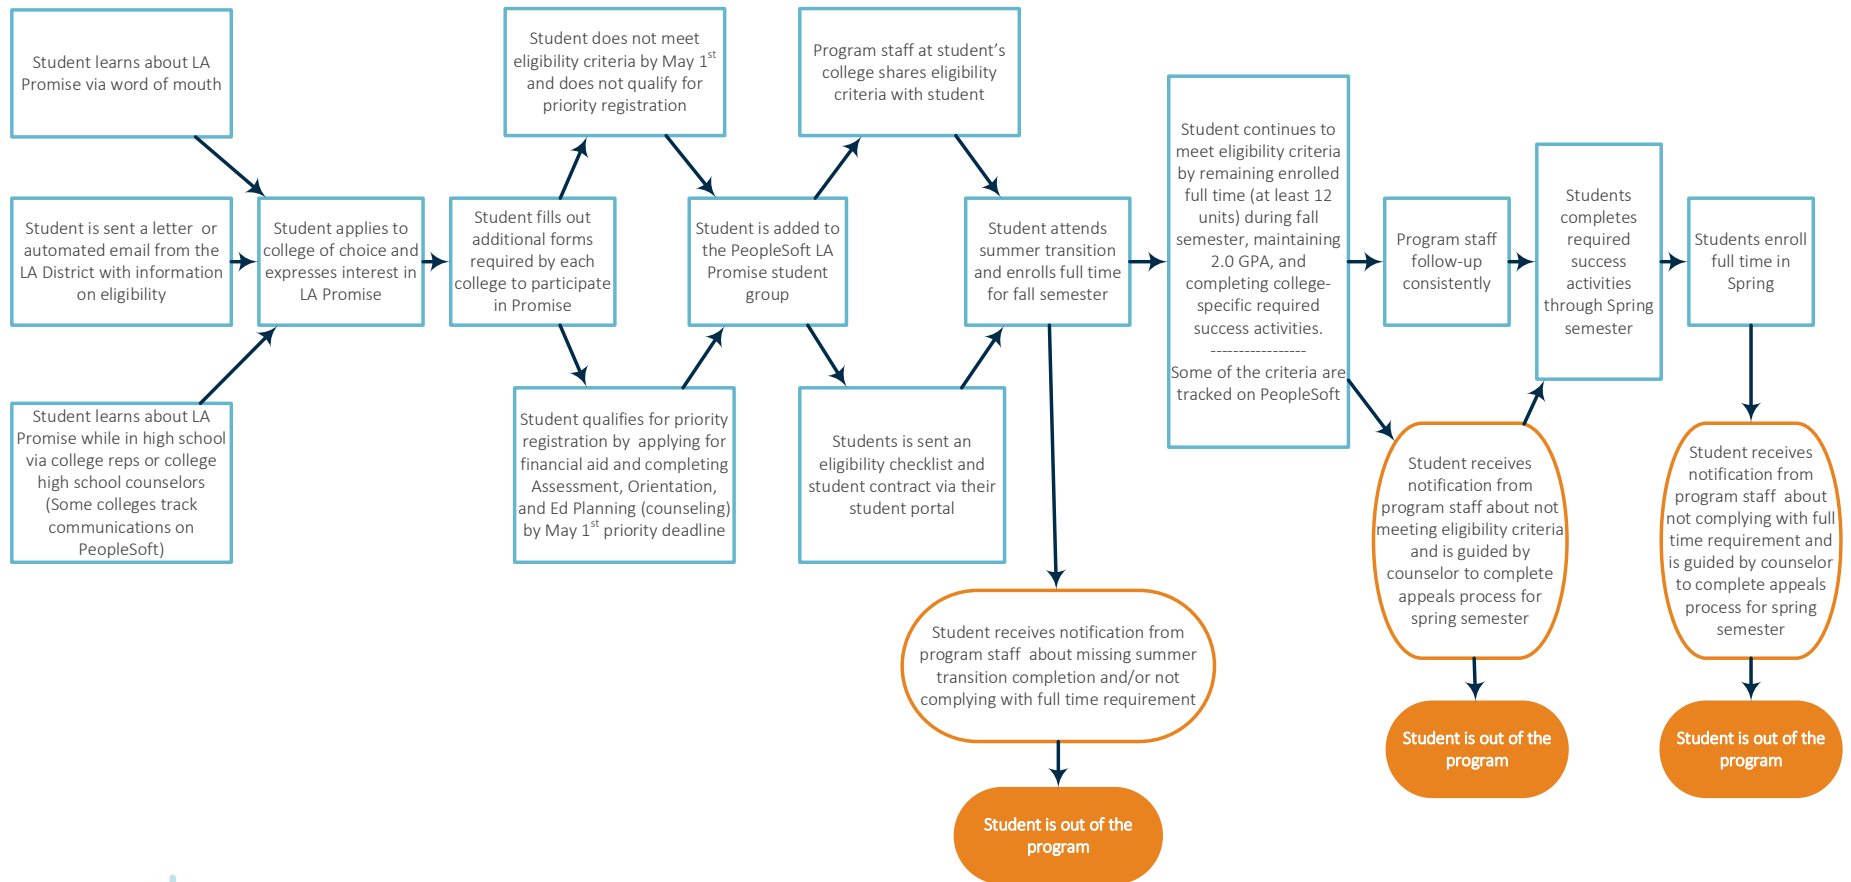 Student learns about LA
Promise via word of mouth
Student is sent a letter or
automated email from the
LA District with information
on eligibility
Student learns about LA
Promise while in high school
via college reps or college
high school counselors
(Some colleges track
communications on
PeopleSoft)
Student applies to
college of choice and
expresses interest in
LA Promise
Student does not meet
eligibility criteria by May 1st
and does not qualify for
priority registration
Student fills out
additional forms
required by each
college to participate
in Promise
Student qualifies for priority
registration by applying for
financial aid and completing
Assessment, Orientation,
and Ed Planning (counseling)
by May 1st priority deadline
Student is added to
the PeopleSoft LA
Promise student
group
Program staff at student's
college shares eligibility
criteria with student
Students is sent an
eligibility checklist and
student contract via their
student portal
Student attends
summer transition
and enrolls full time
for fall semester
Student receives notification from
program staff about missing summer
transition completion and/or not
complying with full time requirement
Student is out of the
program
Student continues to
meet eligibility criteria
by remaining enrolled
full time (at least 12
units) during fall
semester, maintaining
2.0 GPA, and
completing college-
specific required
success activities.
-----------------
Some of the criteria are
tracked on PeopleSoft
Program staff
follow-up
consistently
Student receives
notification from
program staff about not
meeting eligibility criteria
and is guided by
counselor to complete
appeals process for
spring semester
Student is out of the
program
Students
completes
required
success
activities
through Spring
semester
Students enroll
full time in
Spring
Student receives
notification from
program staff about
not complying with full
time requirement and
is guided by counselor
to complete appeals
process for spring
semester
Student is out of the
program